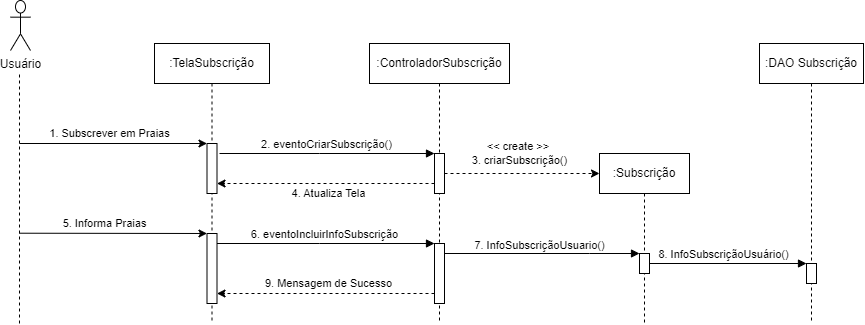 Usuário
:TelaSubscrição
:ControladorSubscrição
:DAO Subscrição
1. Subscrever em Praias
2. eventoCriarSubscrição()
<< create >>
3. criarSubscrição()
:Subscrição
4. Atualiza Tela
5. Informa Praias
6. eventoIncluirInfoSubscrição
7. InfoSubscriçãoUsuario()
8. InfoSubscriçãoUsuário()
9. Mensagem de Sucesso